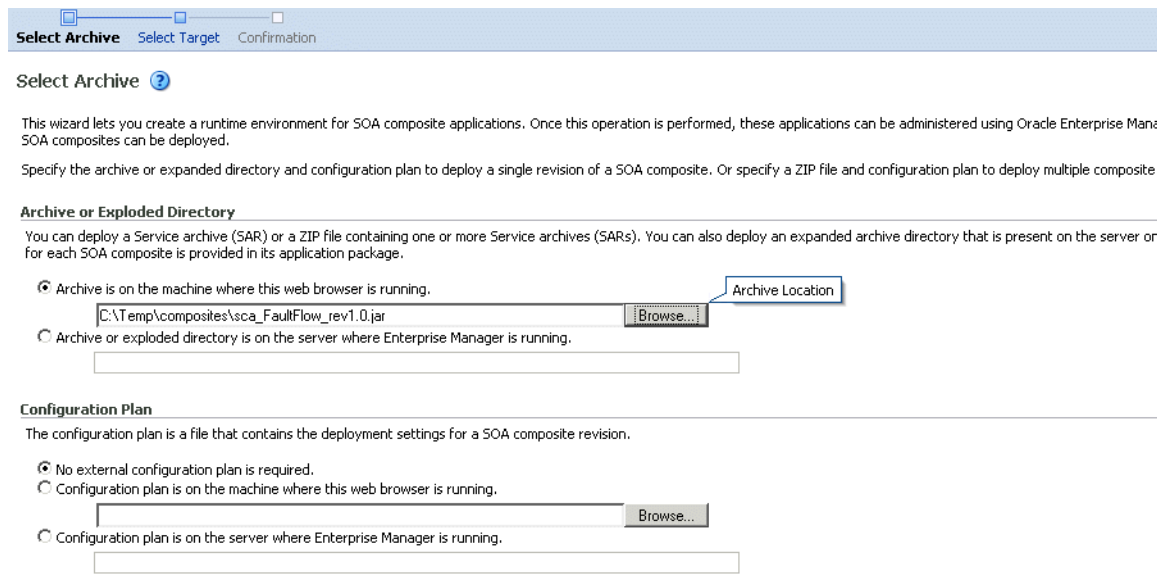 Select Archive Select Target Confirmation
Select Archive ?
This wizard lets you create a runtime environment for SOA composite applications. Once this operation is performed, these applications can be administered using Oracle Enterprise Mana
SOA composites can be deployed.
Specify the archive or expanded directory and configuration plan to deploy a single revision of a SOA composite. Or specify a ZIP file and configuration plan to deploy multiple composite
Archive or Exploded Directory
You can deploy a Service archive (SAR) or a ZIP file containing one or more Service archives (SARs). You can also deploy an expanded archive directory that is present on the server on
for each SOA composite is provided in its application package.
Archive is on the machine where this web browser is running.
Archive Location
C:\Temp\composites\sca_FaultFlow_rev1.0.jar Browse...
Archive or exploded directory is on the server where Enterprise Manager is running.
Configuration Plan
The configuration plan is a file that contains the deployment settings for a SOA composite revision.
No external configuration plan is required.
Configuration plan is on the machine where this web browser is running.
Browse...
Configuration plan is on the server where Enterprise Manager is running.